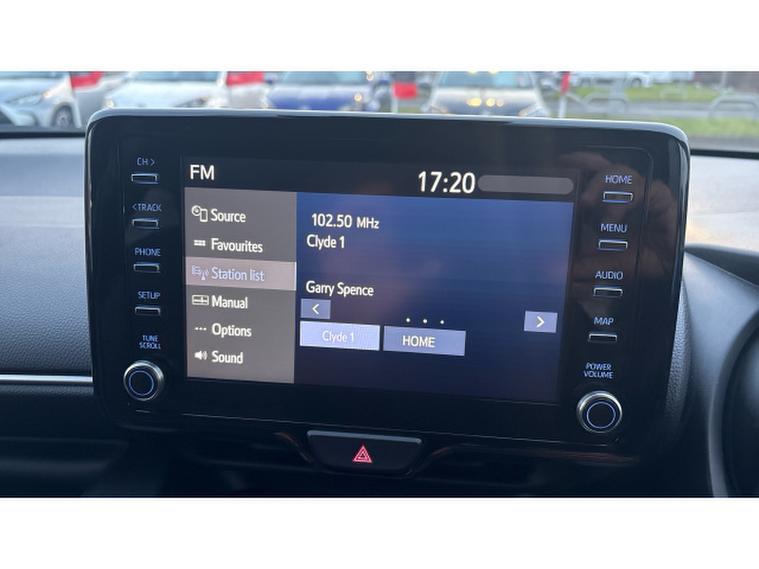 CH >
< TRACK
PHONE
SETUP
TUNE
SCROLL
FM
17:20
Source
Favourites
Station list
Manual
Options
Sound
102.50 MHz
Clyde 1
Garry Spence
<
>
Clyde 1
HOME
HOME
MENU
AUDIO
MAP
POWER
VOLUME